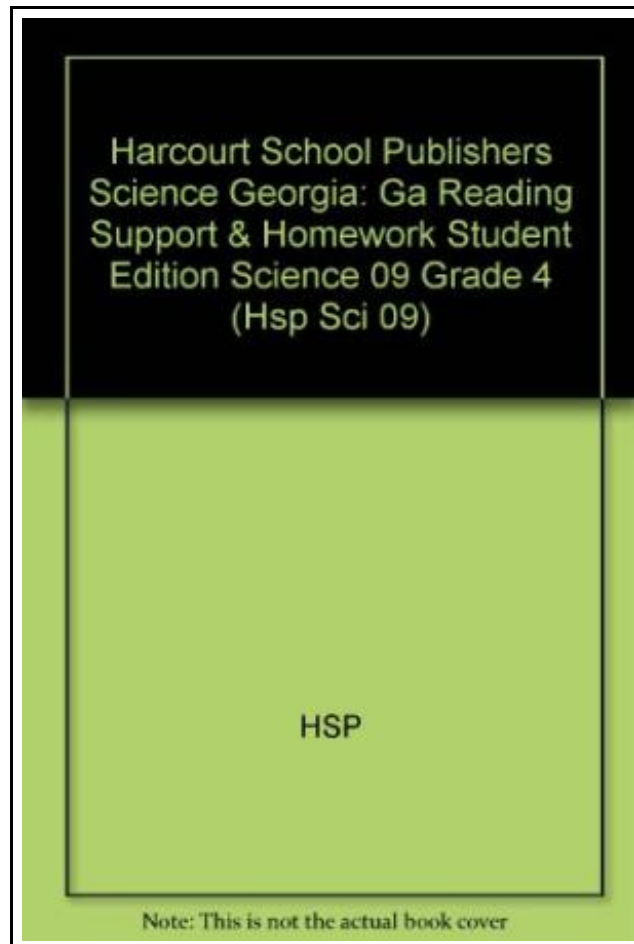 Harcourt School Publishers
Science Georgia: Ga Reading
Support & Homework Student
Edition Science 09 Grade 4
(Hsp Sci 09)
HSP
Note: This is not the actual book cover